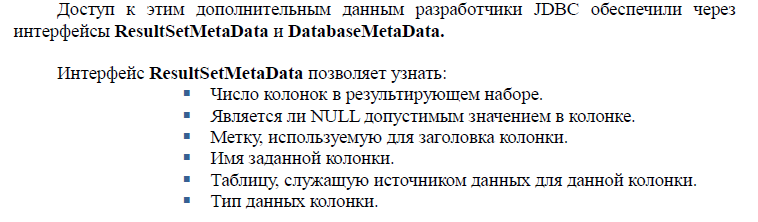 Доступ к этим дополнительным данным разработчики JDBC обеспечили через
интерфейсы ResultSetMetaData и DatabaseMetaData.
Интерфейс ResultSetMetaData позволяет узнать:
▪ Число колонок в результирующем наборе.
▪ Является ли NULL допустимым значением в колонке.
▪ Метку, используемую для заголовка колонки.
▪ Имя заданной колонки.
▪ Таблицу, служащую источником данных для данной колонки.
▪ Тип данных колонки.